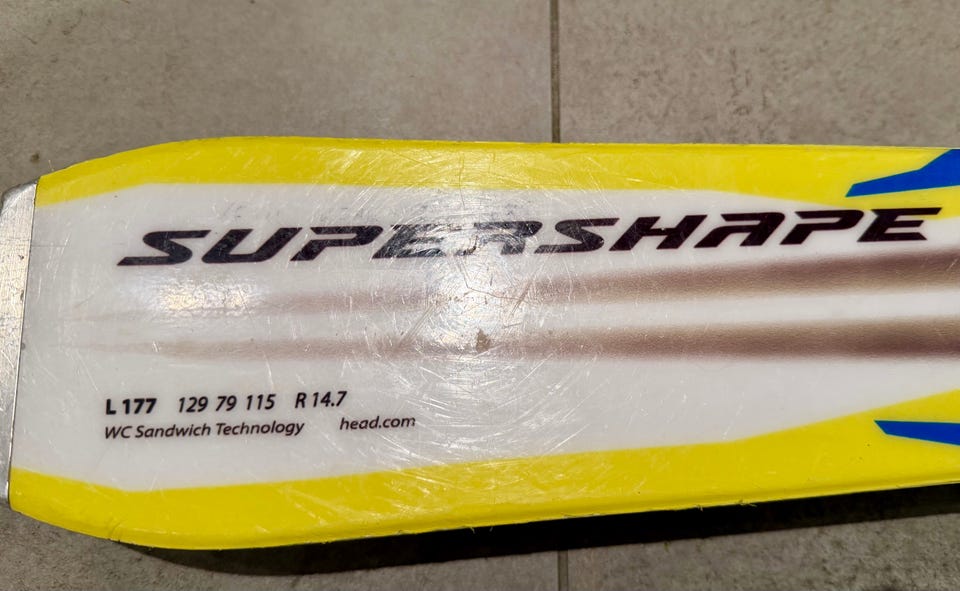 SUPERSHAPE
L 177 129 79 115 R 14.7
WC Sandwich Technology head.com